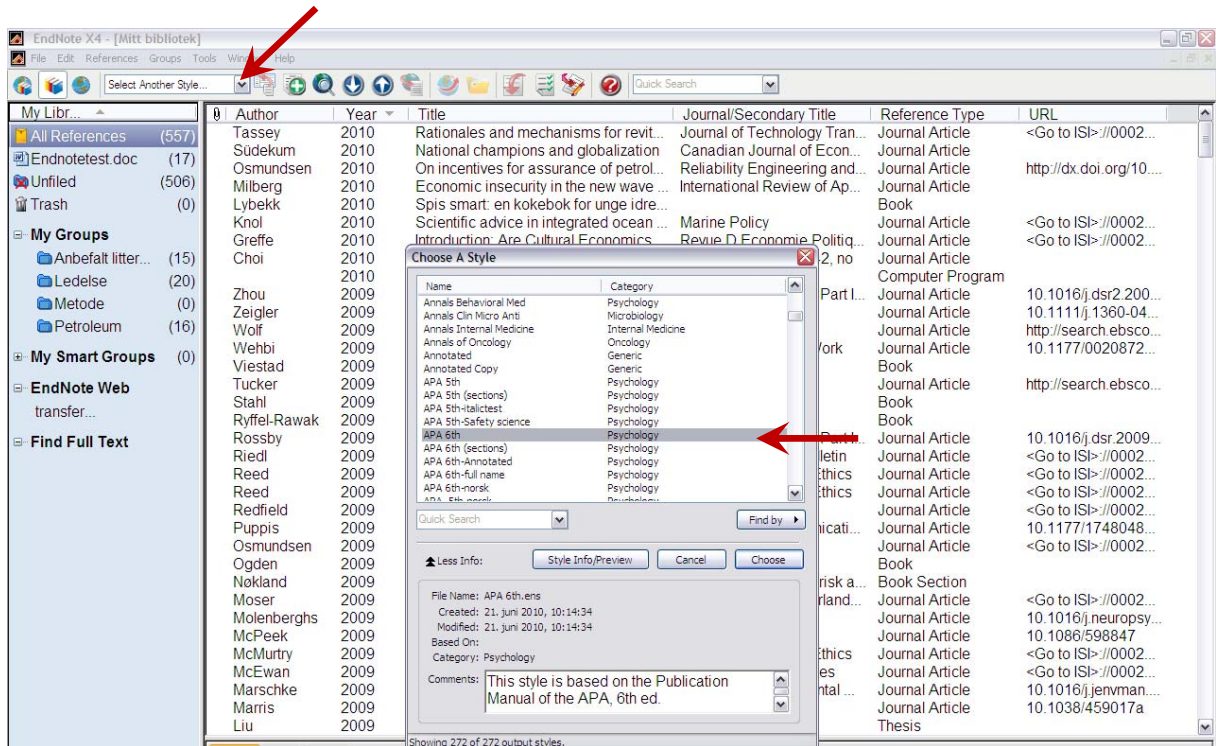 EndNote X4 - [Mitt bibliotek]
File Edit References Groups Tools Window Help
Select Another Style... Quick Search
My Libr...
All References (557)
Endnotetest.doc (17)
Unfiled (506)
Trash (0)
My Groups
Anbefalt litter... (15)
Ledelse (20)
Metode (0)
Petroleum (16)
My Smart Groups (0)
EndNote Web
transfer...
Find Full Text
Author Year Title Journal/Secondary Title Reference Type URL
Tassey 2010 Rationales and mechanisms for revit... Journal of Technology Tran... Journal Article <Go to ISI>://0002...
Südekum 2010 National champions and globalization Canadian Journal of Econ... Journal Article
Osmundsen 2010 On incentives for assurance of petrol... Reliability Engineering and... Journal Article http://dx.doi.org/10....
Milberg 2010 Economic insecurity in the new wave ... International Review of Ap... Journal Article
Lybekk 2010 Spis smart: en kokebok for unge idre... Book
Knol 2010 Scientific advice in integrated ocean ... Marine Policy Journal Article <Go to ISI>://0002...
Greffe 2010 Introduction: Are Cultural Economics Revue D Economie Politiq... Journal Article <Go to ISI>://0002...
Choi 2010 2, no Journal Article
2010 Computer Program
Zhou 2009 Part I... Journal Article 10.1016/j.dsr2.200...
Zeigler 2009 Journal Article 10.1111/j.1360-04...
Wolf 2009 Journal Article http://search.ebsco...
Wehbi 2009 Journal Article 10.1177/0020872...
Viestad 2009 Book
Tucker 2009 Journal Article http://search.ebsco...
Stahl 2009 Book
Ryffel-Rawak 2009 Book
Rossby 2009 Part I... Journal Article 10.1016/j.dsr.2009...
Riedl 2009 letin Journal Article <Go to ISI>://0002...
Reed 2009 Ethics Journal Article <Go to ISI>://0002...
Reed 2009 Ethics Journal Article <Go to ISI>://0002...
Redfield 2009 Journal Article <Go to ISI>://0002...
Puppis 2009 nicati... Journal Article 10.1177/1748048...
Osmundsen 2009 Journal Article <Go to ISI>://0002...
Ogden 2009 Book
Nøkland 2009 risk a... Book Section
Moser 2009 rland... Journal Article <Go to ISI>://0002...
Molenberghs 2009 Journal Article 10.1016/j.neuropsy...
McPeek 2009 Journal Article 10.1086/598847
McMurtry 2009 Ethics Journal Article <Go to ISI>://0002...
McEwan 2009 es Journal Article <Go to ISI>://0002...
Marschke 2009 ntal ... Journal Article 10.1016/j.jenvman....
Marris 2009 Journal Article 10.1038/459017a
Liu 2009 Thesis
Choose A Style
Name Category
Annals Behavioral Med Psychology
Annals Clin Micro Anti Microbiology
Annals Internal Medicine Internal Medicine
Annals of Oncology Oncology
Annotated Generic
Annotated Copy Generic
APA 5th Psychology
APA 5th (sections) Psychology
APA 5th-italictest Psychology
APA 5th-Safety science Psychology
APA 6th Psychology
APA 6th (sections) Psychology
APA 6th-Annotated Psychology
APA 6th-full name Psychology
APA 6th-norsk Psychology
APA 5th-norsk Psychology
Quick Search Find by
Less Info: Style Info/Preview Cancel Choose
File Name: APA 6th.ens
Created: 21. juni 2010, 10:14:34
Modified: 21. juni 2010, 10:14:34
Based On:
Category: Psychology
Comments: This style is based on the Publication
Manual of the APA, 6th ed.
Showing 272 of 272 output styles.